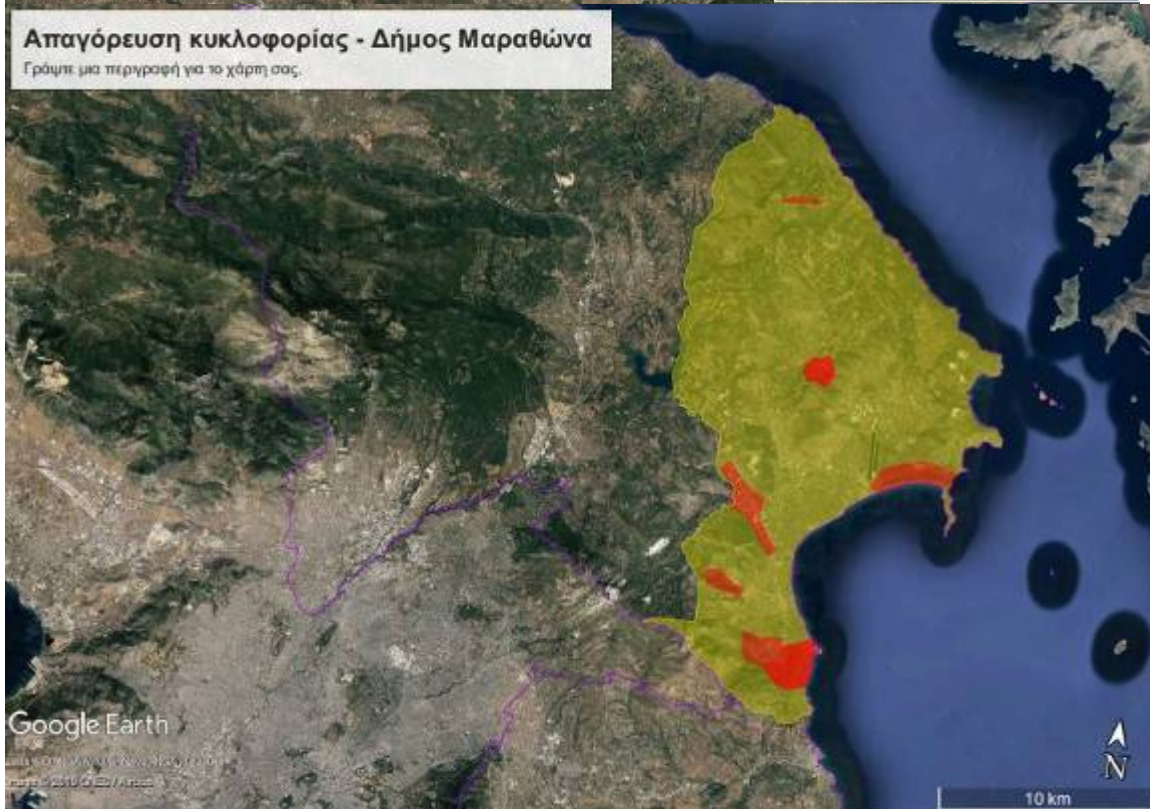 Απαγόρευση κυκλοφορίας - Δήμος Μαραθώνα
Γράψτε μια περιγραφή για το χάρτη σας.
Google Earth
N
10 km